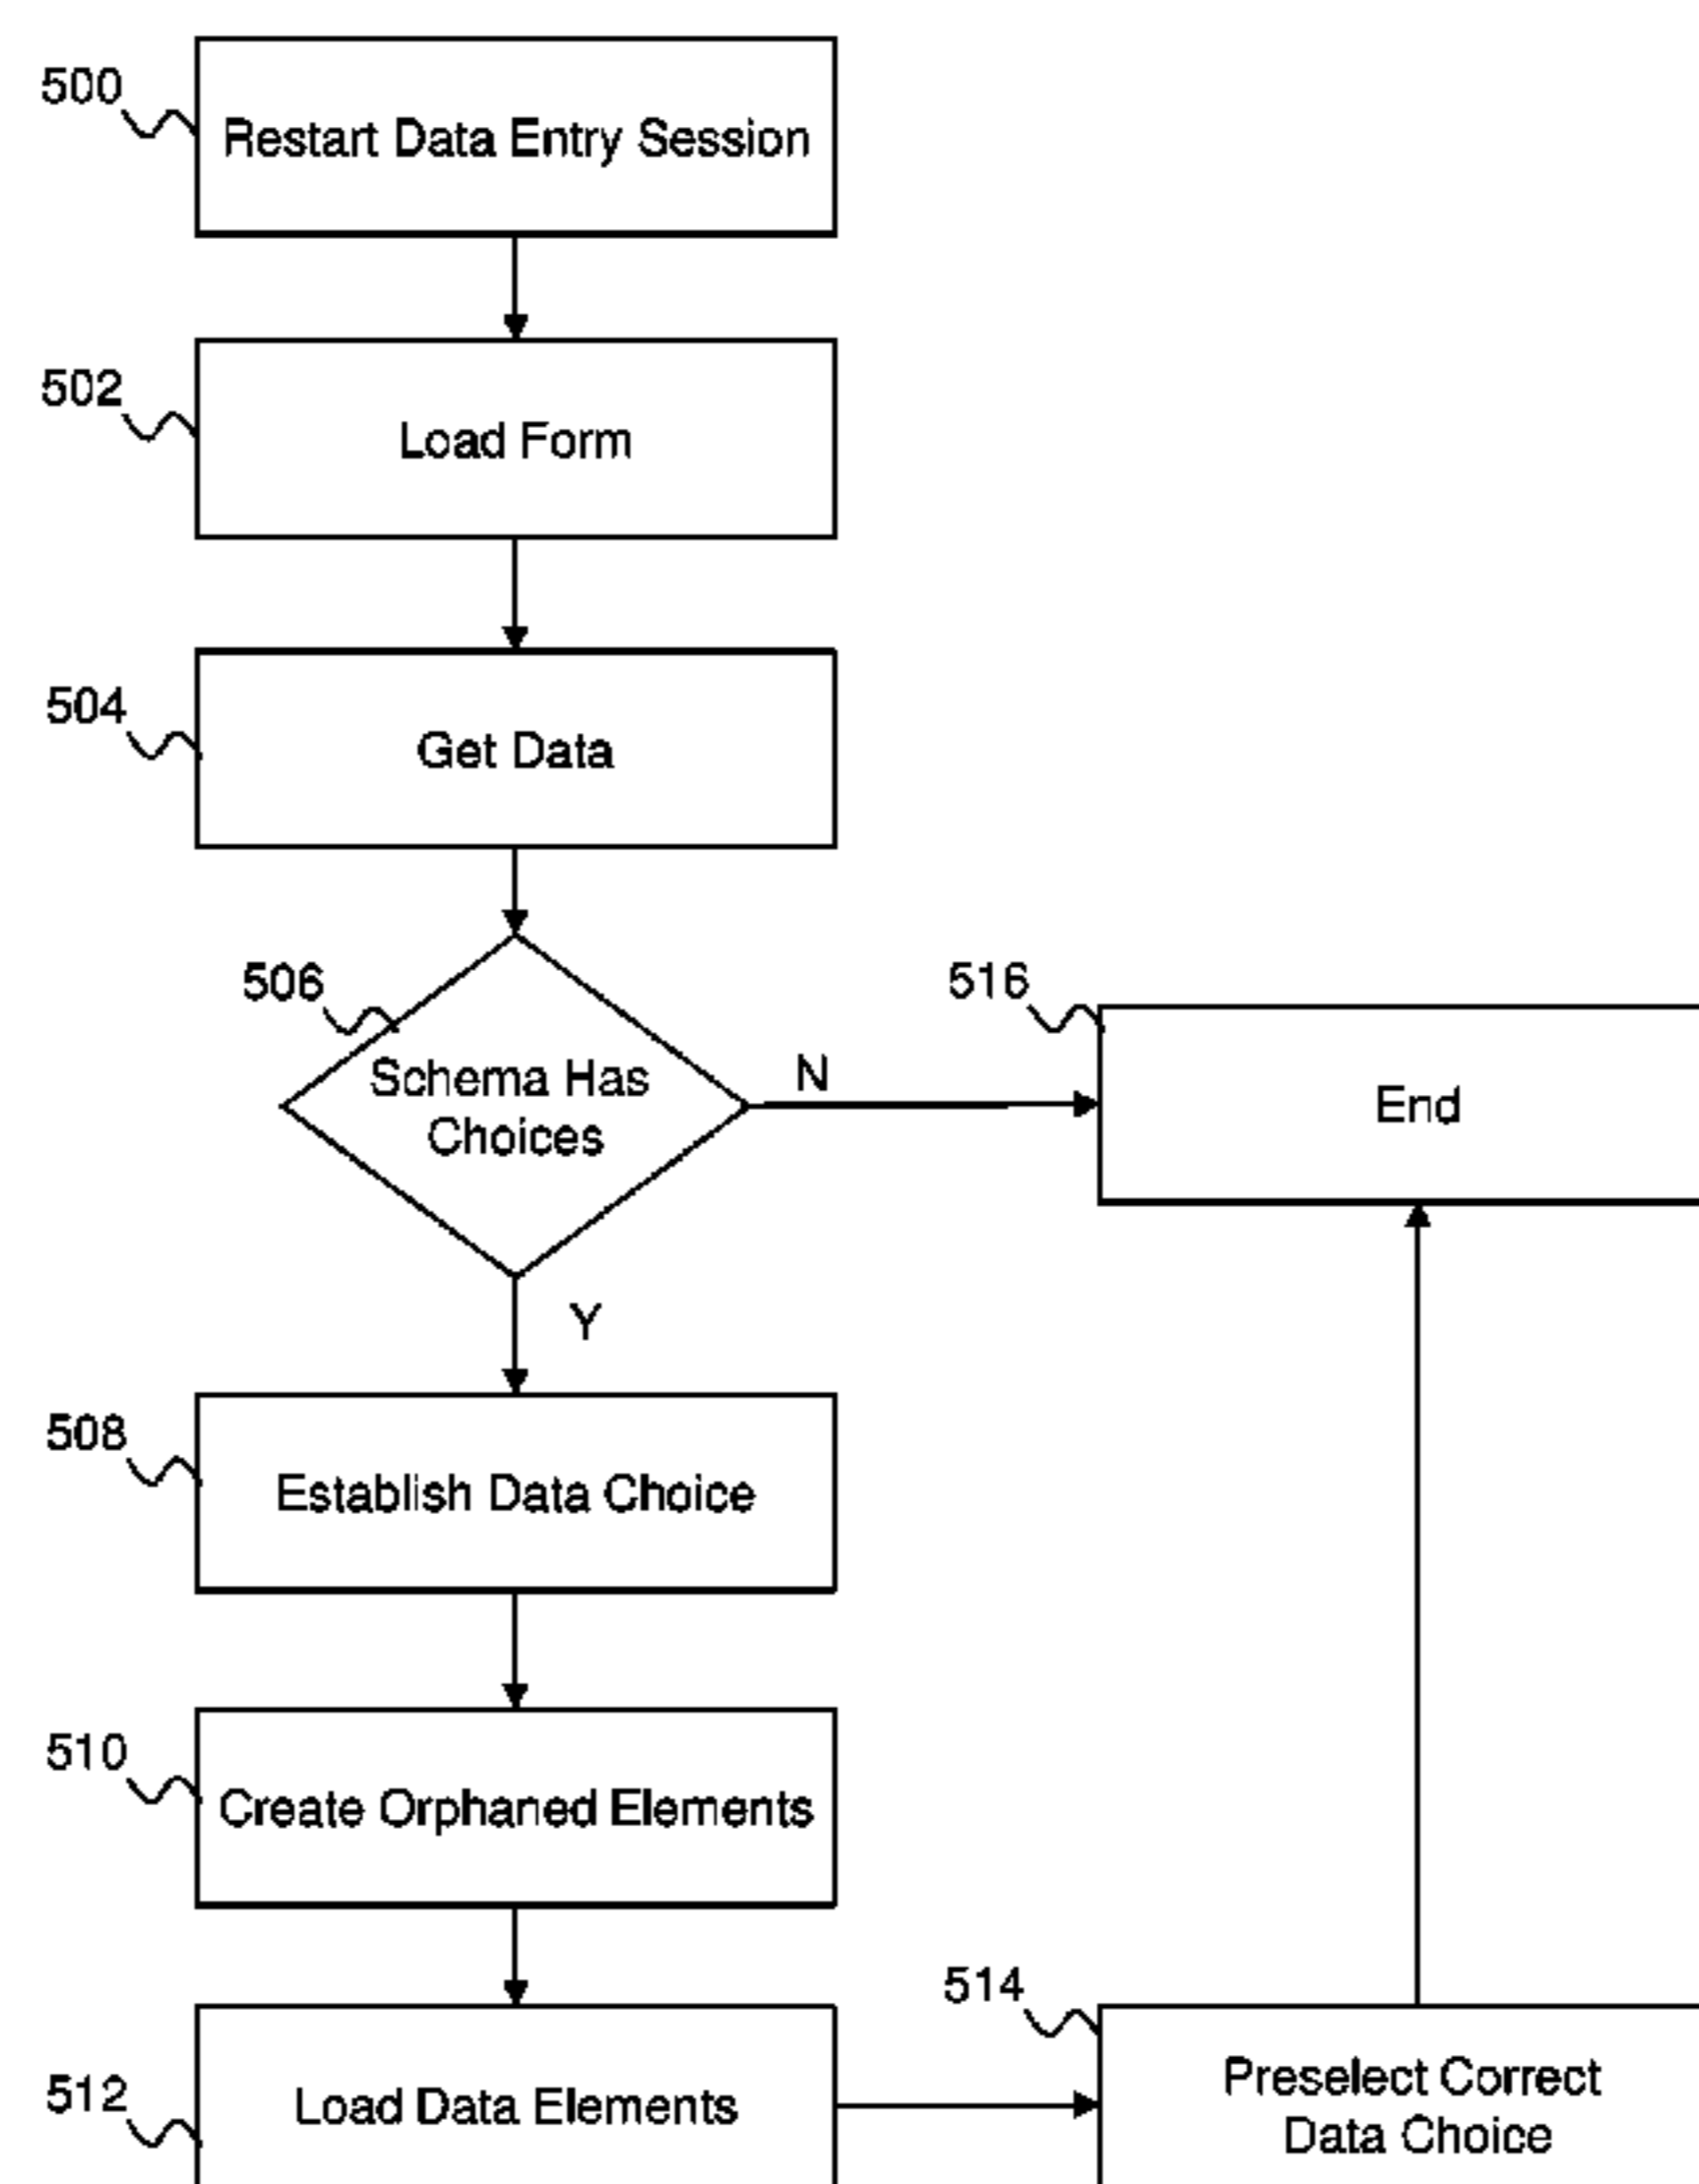 500
Restart Data Entry Session
502
Load Form
504
Get Data
506
Schema Has
Choices
N
516
End
Y
508
Establish Data Choice
510
Create Orphaned Elements
512
Load Data Elements
514
Preselect Correct
Data Choice